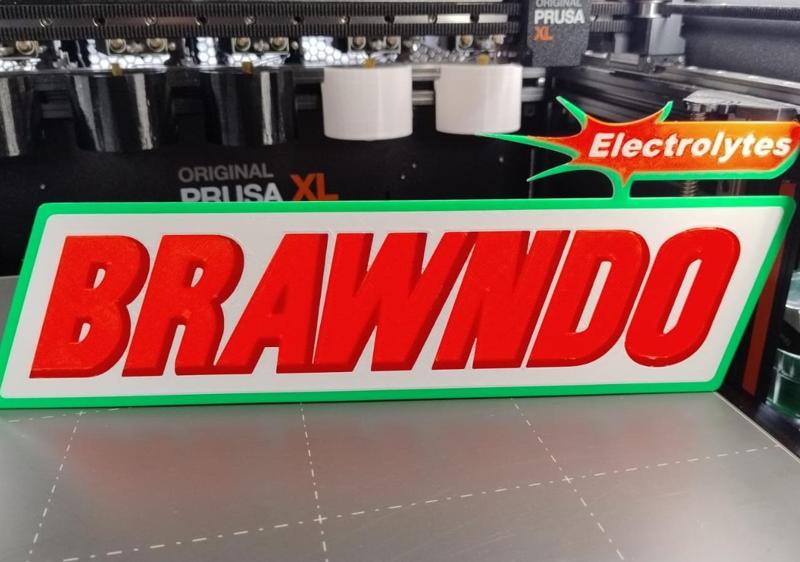 ORIGINAL
PRUSA
XL
Electrolytes
ORIGINAL
PRUSA XL
BRAWNDO